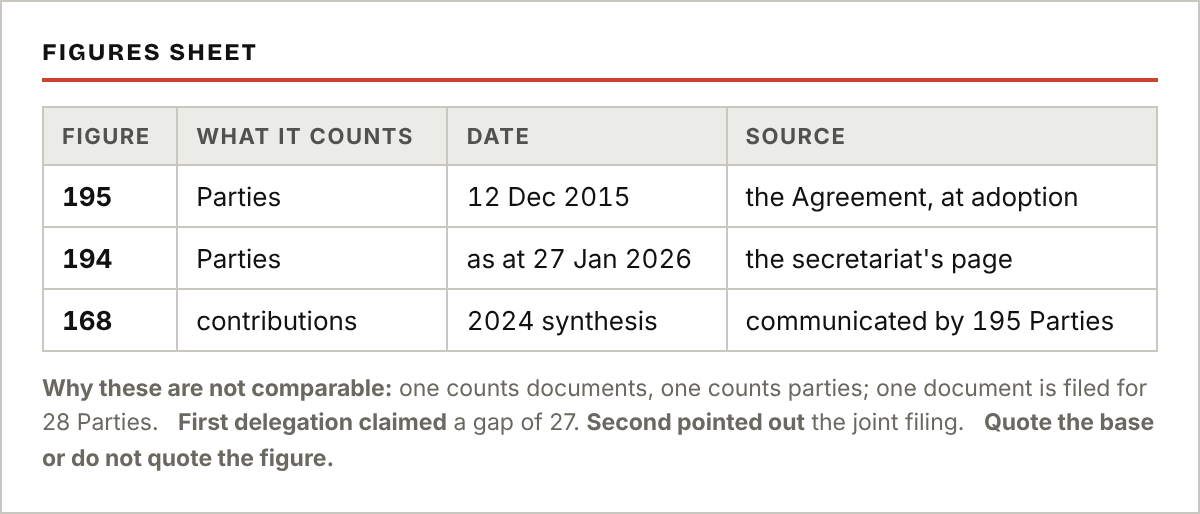 FIGURES SHEET
FIGURE WHAT IT COUNTS DATE SOURCE
195 Parties 12 Dec 2015 the Agreement, at adoption
194 Parties as at 27 Jan 2026 the secretariat's page
168 contributions 2024 synthesis communicated by 195 Parties
Why these are not comparable: one counts documents, one counts parties; one document is filed for
28 Parties. First delegation claimed a gap of 27. Second pointed out the joint filing. Quote the base
or do not quote the figure.